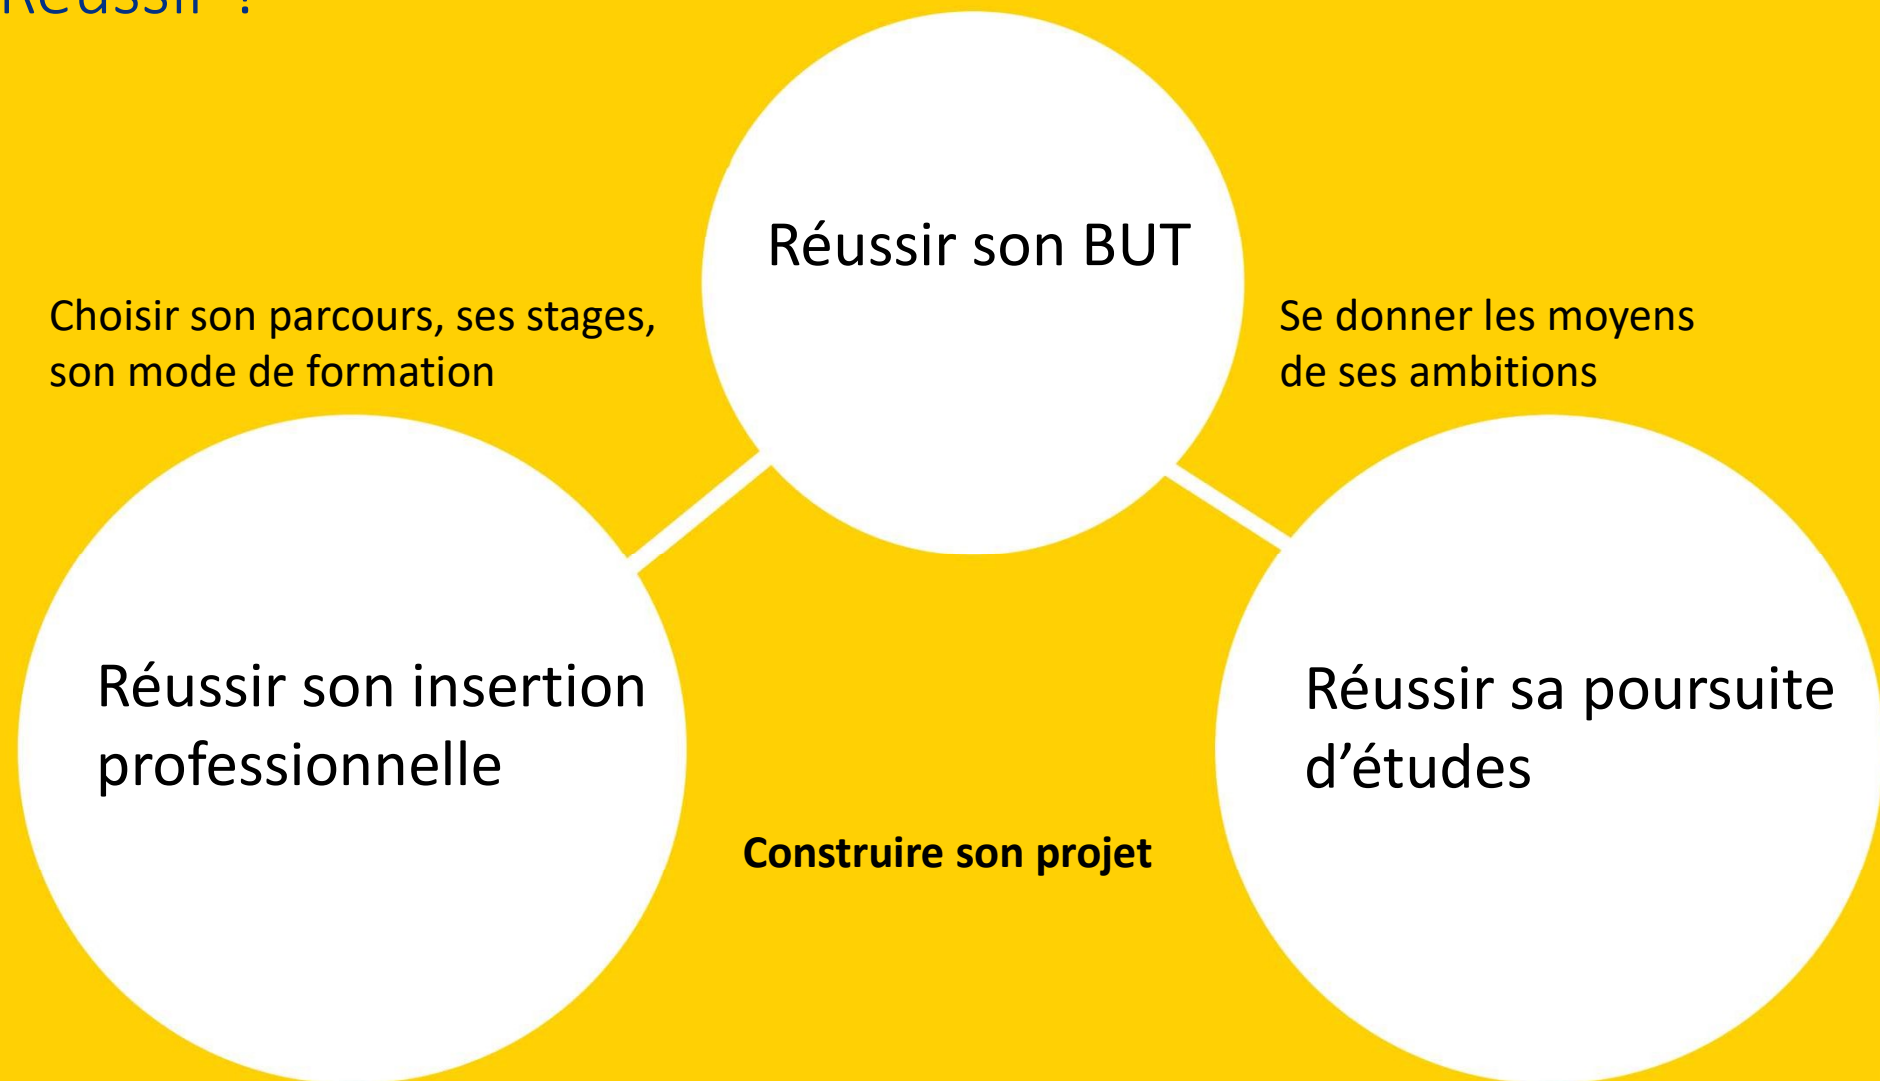 Réussir ?
Réussir son BUT
Choisir son parcours, ses stages,
son mode de formation
Se donner les moyens
de ses ambitions
Réussir son insertion
professionnelle
Réussir sa poursuite
d’études
Construire son projet